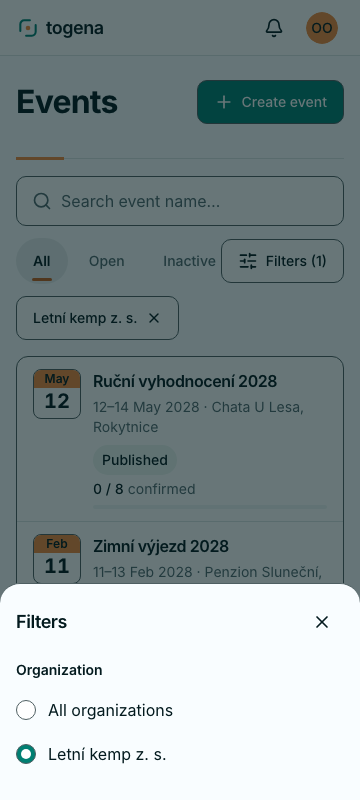 togena
OO
Events
Create event
Search event name...
All
Open
Inactive
Filters (1)
Letní kemp z. s.
May
12
Ruční vyhodnocení 2028
12–14 May 2028 · Chata U Lesa,
Rokytnice
Published
0 / 8 confirmed
Feb
11
Zimní výjezd 2028
11–13 Feb 2028 · Penzion Sluneční,
Filters
Organization
All organizations
Letní kemp z. s.